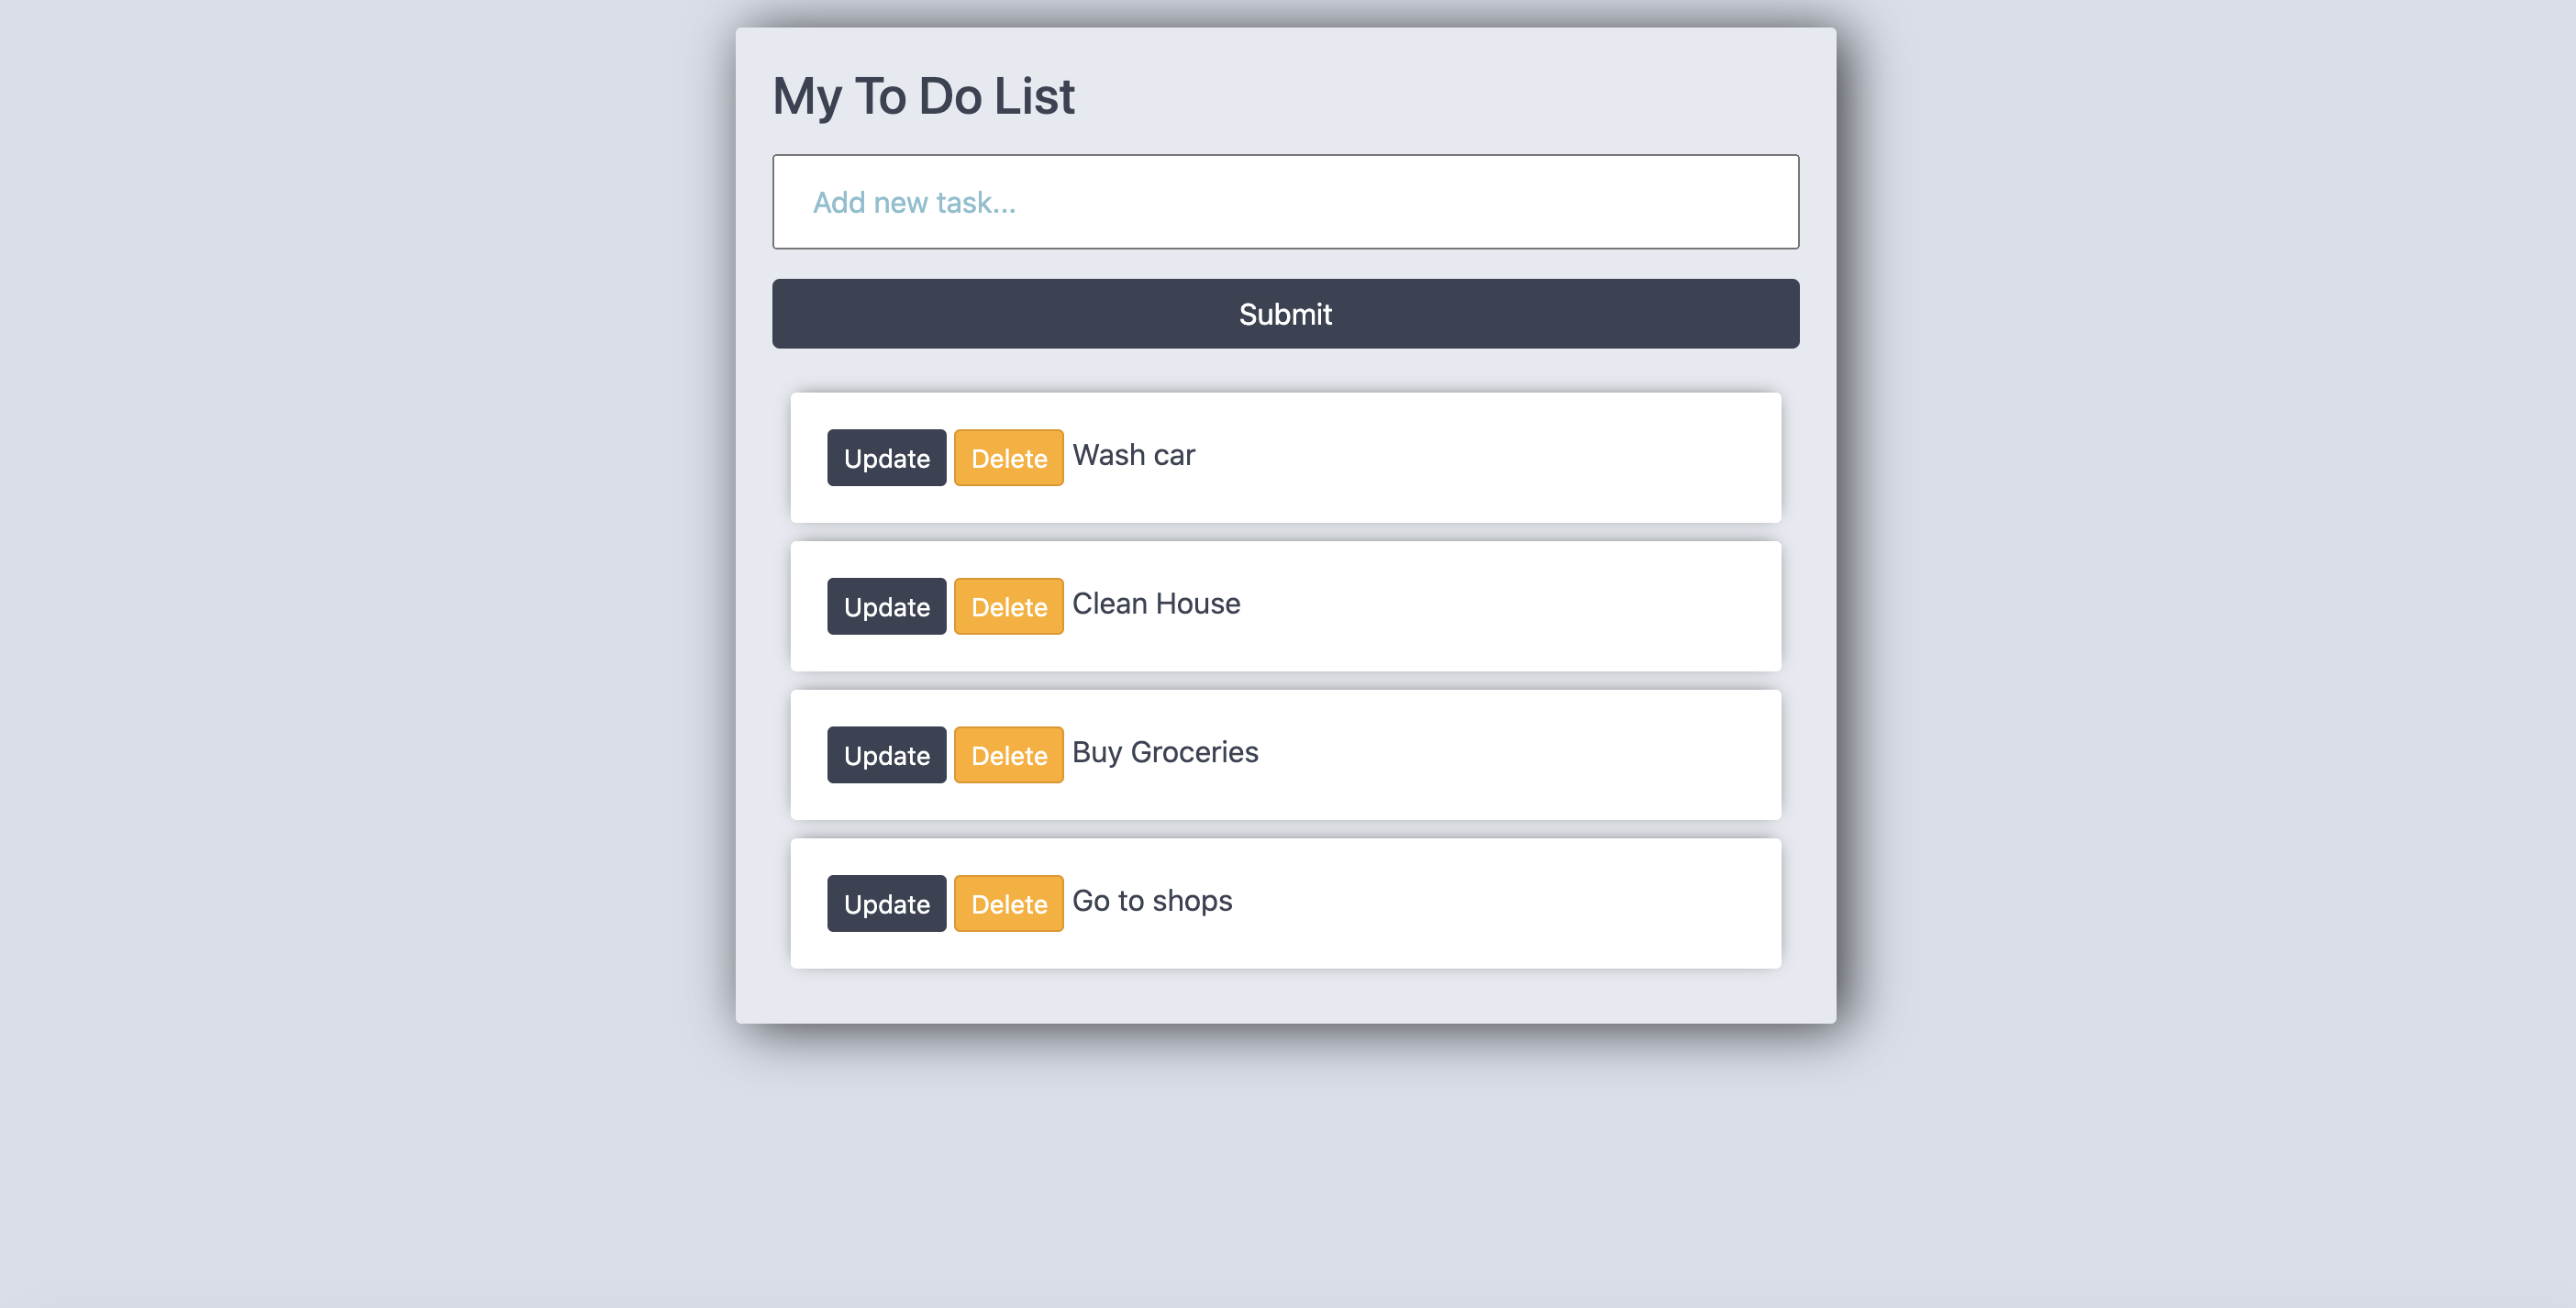 My To Do List
Add new task...
Submit
Update Delete Wash car
Update Delete Clean House
Update Delete Buy Groceries
Update Delete Go to shops